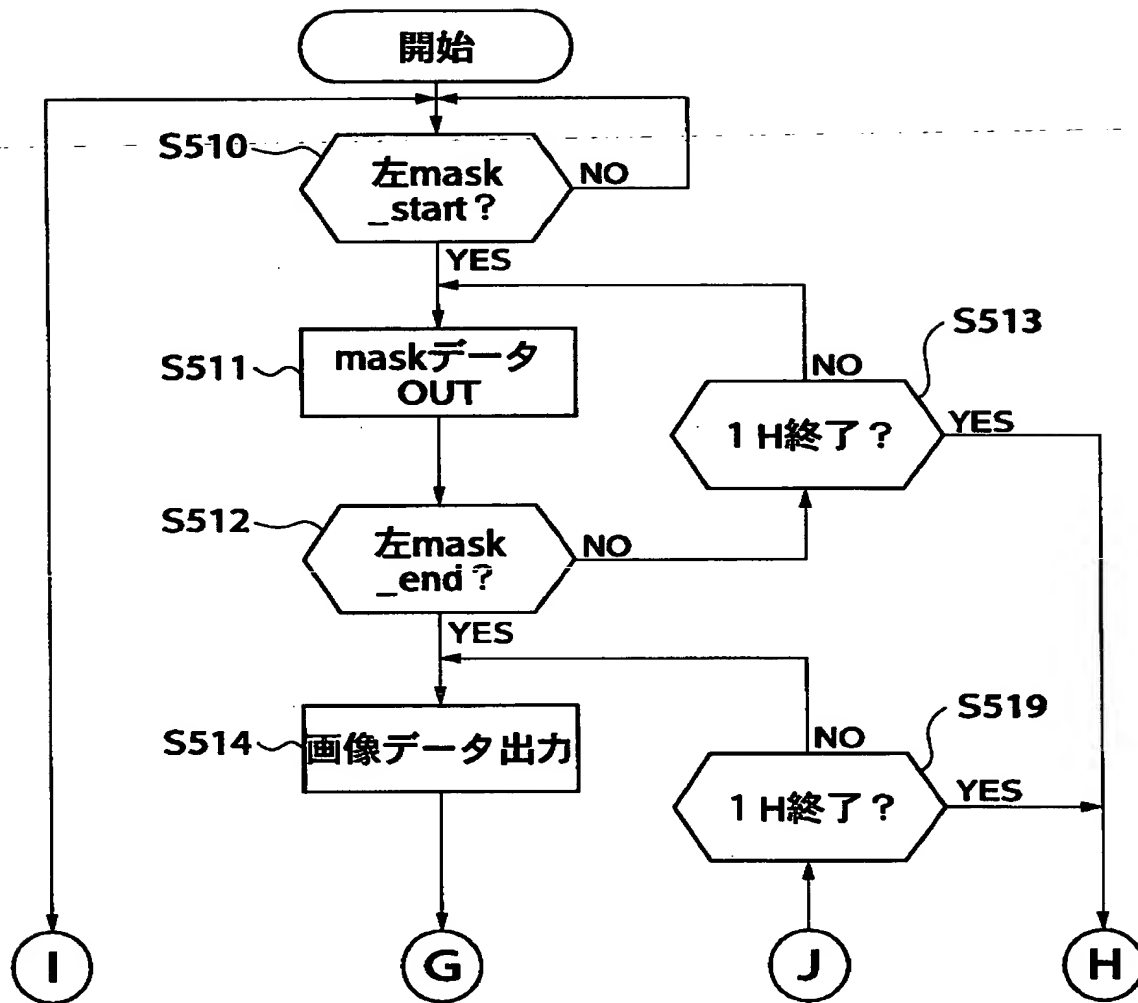 開始
S510
左mask
_start？
NO
YES
S511
maskデータ
OUT
S513
NO
1H終了？
YES
S512
左mask
_end？
NO
YES
S514
画像データ出力
S519
NO
1H終了？
YES
I
G
J
H